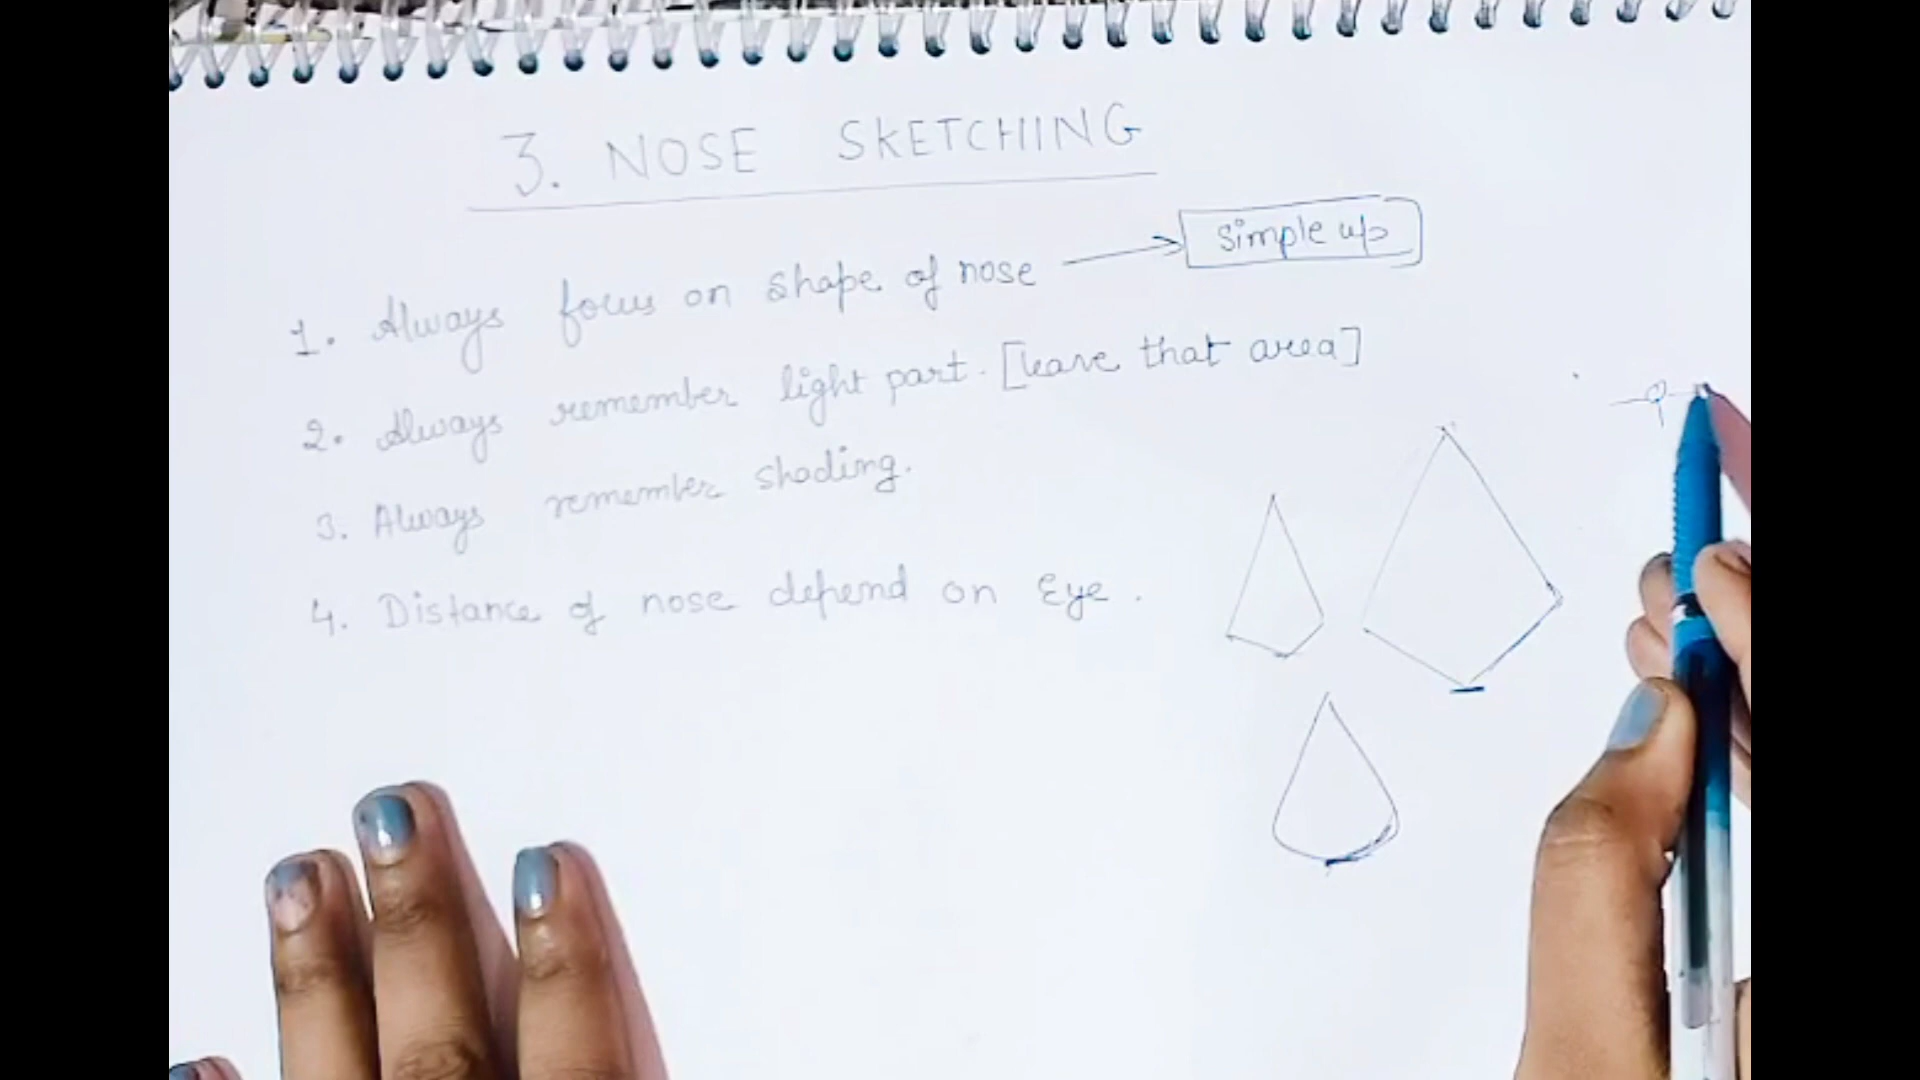 3. NOSE SKETCHING
1. Always focus on shape of nose → simple up
2. Always remember light part. [leave that area]
3. Always remember shading.
4. Distance of nose depend on Eye.